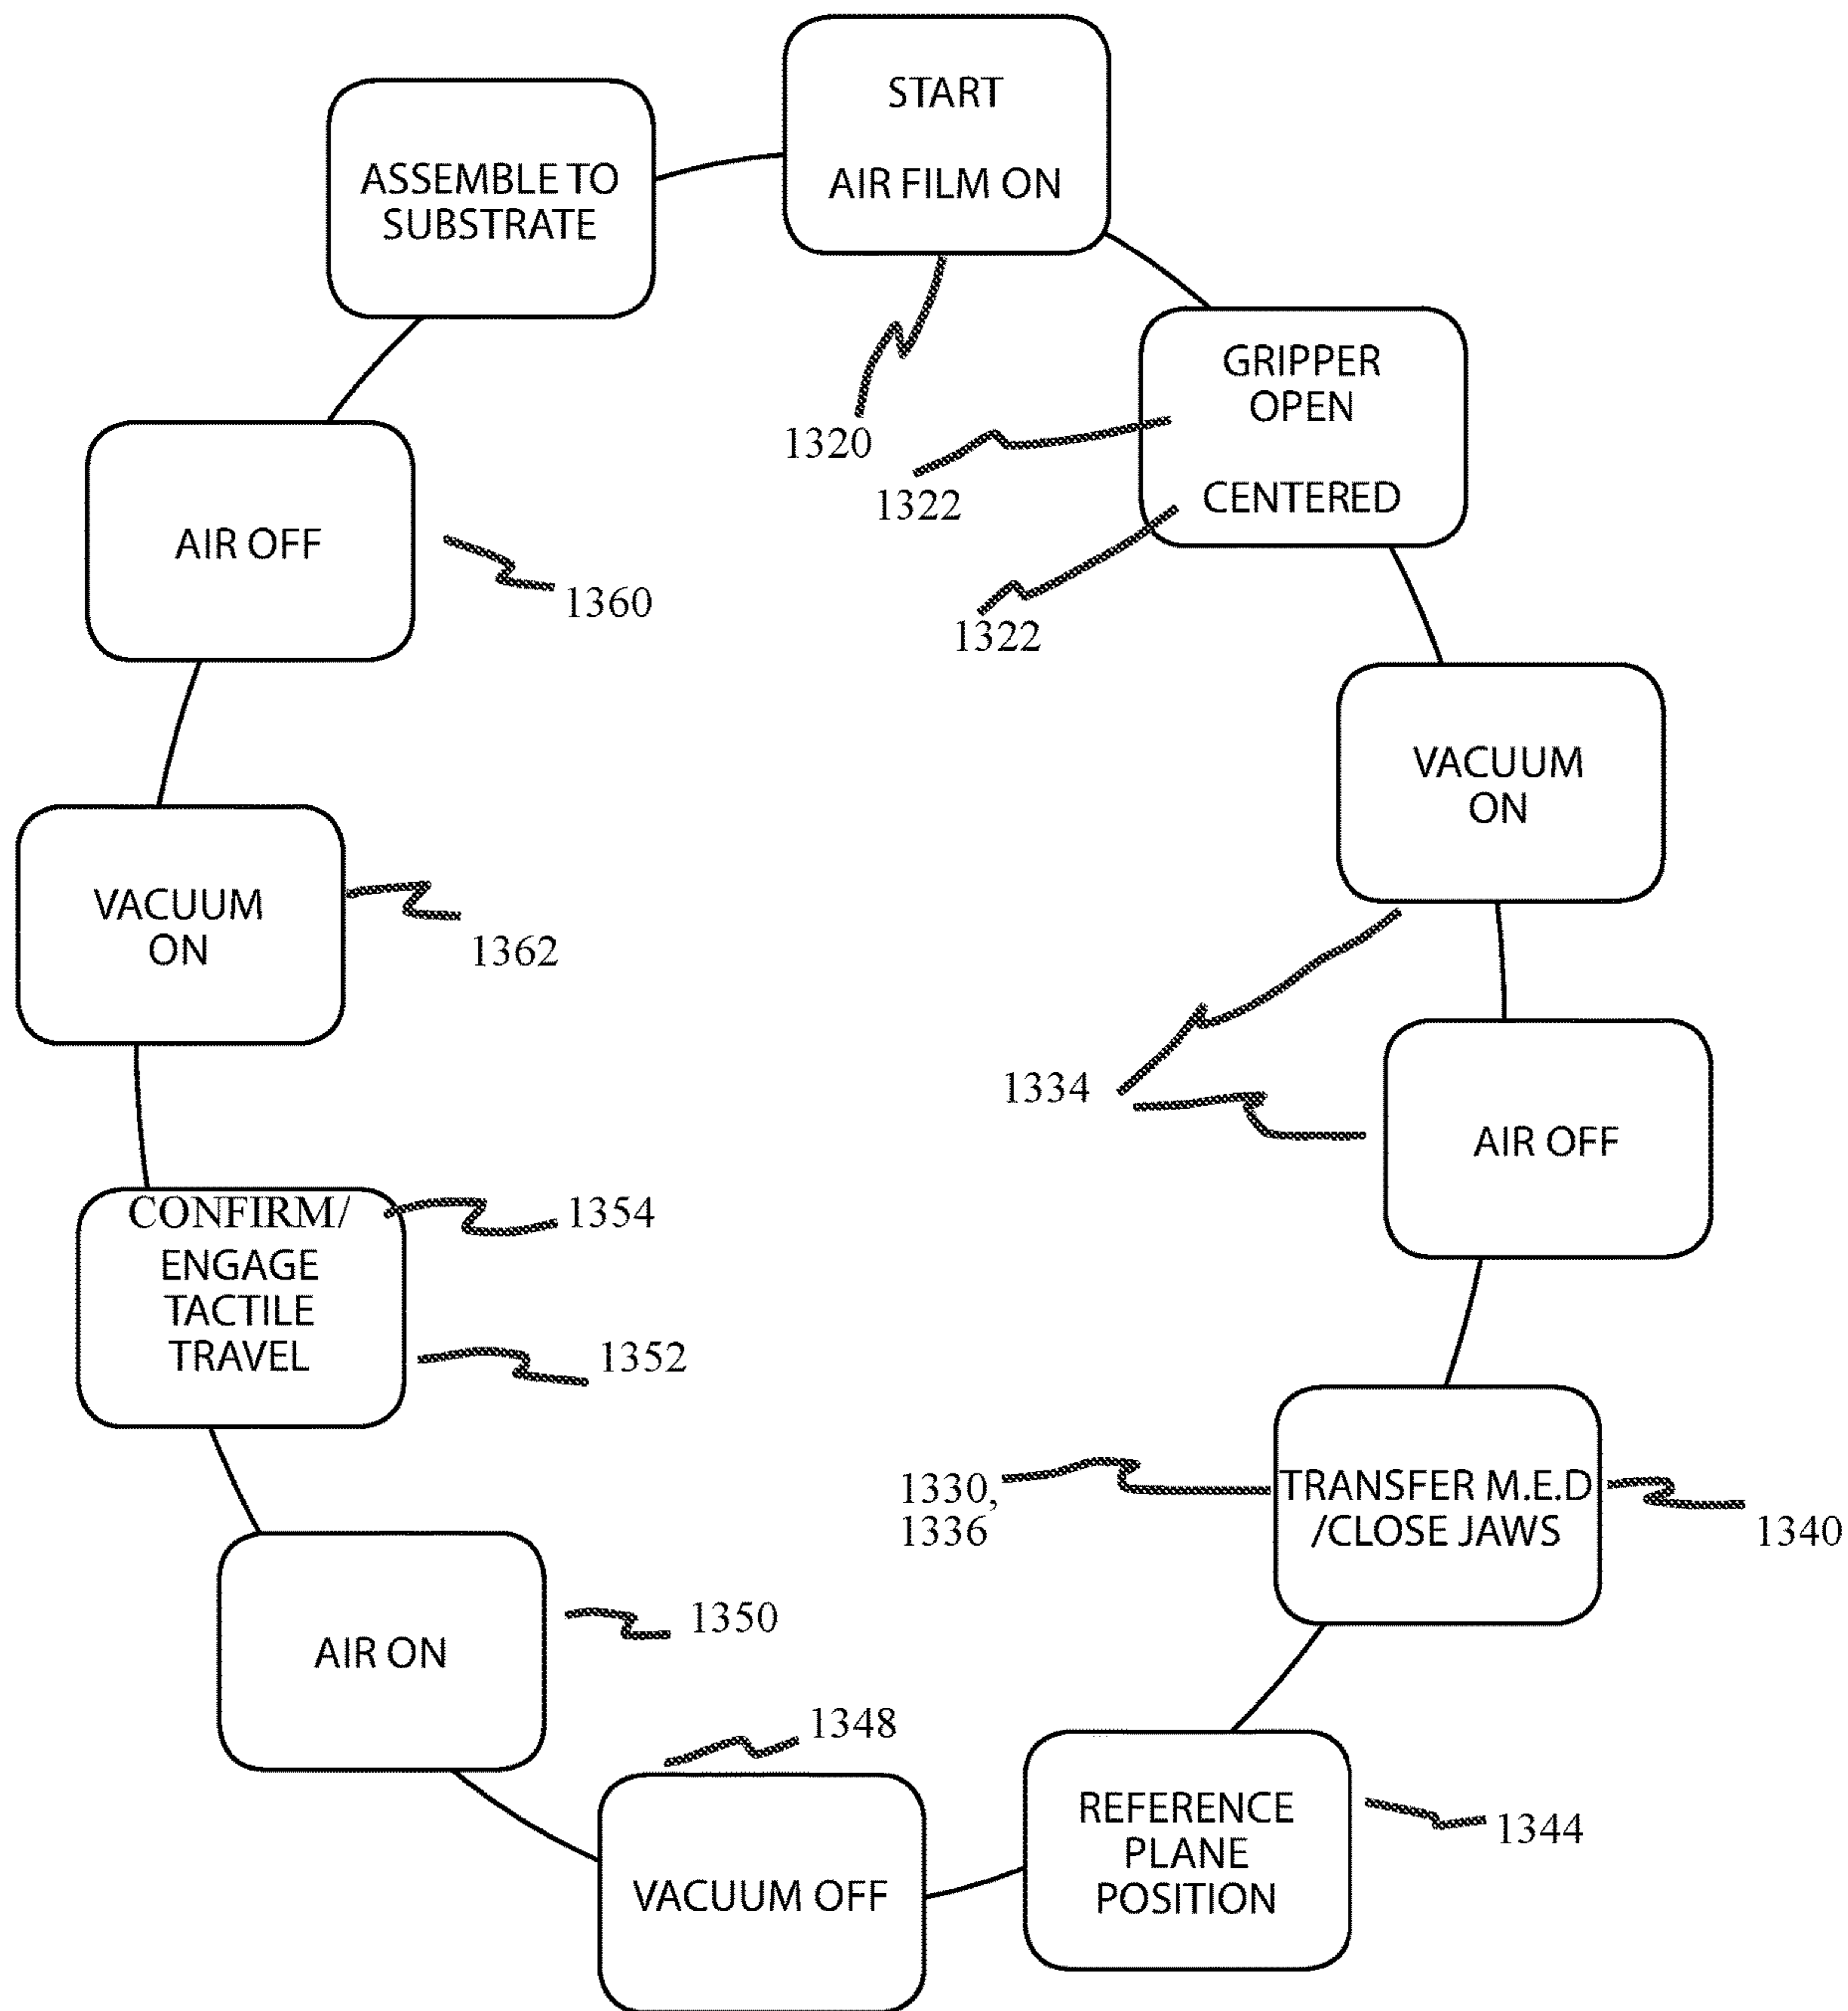 START
AIR FILM ON
1320
GRIPPER
OPEN
CENTERED
1322
1322
VACUUM
ON
1334
AIR OFF
TRANSFER M.E.D
/CLOSE JAWS
1330,
1336
1340
REFERENCE
PLANE
POSITION
1344
VACUUM OFF
1348
AIR ON
1350
CONFIRM/
ENGAGE
TACTILE
TRAVEL
1354
1352
VACUUM
ON
1362
AIR OFF
1360
ASSEMBLE TO
SUBSTRATE